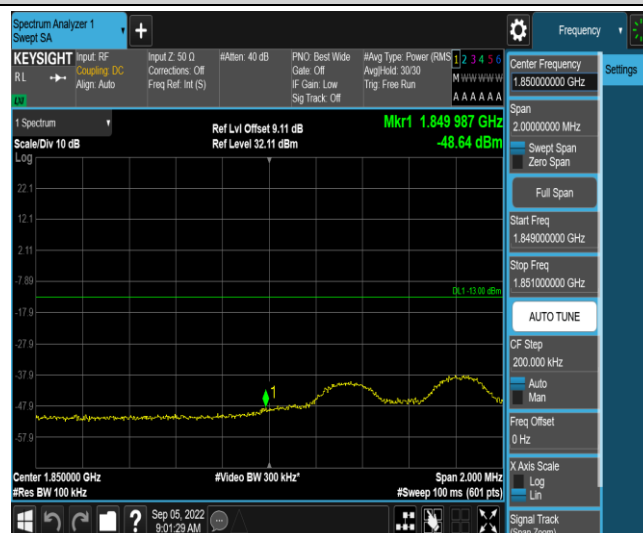 Spectrum Analyzer 1
Swept SA
Frequency
KEYSIGHT
RL
Input: RF
Coupling: DC
Align: Auto
Input Z: 50 Ω
Corrections: Off
Freq Ref: Int (S)
#Atten: 40 dB
PNO: Best Wide
Gate: Off
IF Gain: Low
Sig Track: Off
#Avg Type: Power (RMS
Avg|Hold: 30/30
Trig: Free Run
1 2 3 4 5 6
M W W W W W
A A A A A A
1 Spectrum
Scale/Div 10 dB
Log
Ref Lvl Offset 9.11 dB
Ref Level 32.11 dBm
Mkr1 1.849 987 GHz
-48.64 dBm
22.1
12.1
2.11
-7.89
-17.9
-27.9
-37.9
-47.9
-57.9
DL1 -13.00 dBm
1
Center 1.850000 GHz
#Res BW 100 kHz
#Video BW 300 kHz*
Span 2.000 MHz
#Sweep 100 ms (601 pts)
Sep 05, 2022
9:01:29 AM
Center Frequency
1.850000000 GHz
Span
2.00000000 MHz
Swept Span
Zero Span
Full Span
Start Freq
1.849000000 GHz
Stop Freq
1.851000000 GHz
AUTO TUNE
CF Step
200.000 kHz
Auto
Man
Freq Offset
0 Hz
X Axis Scale
Log
Lin
Signal Track
(Span Zoom)
Settings